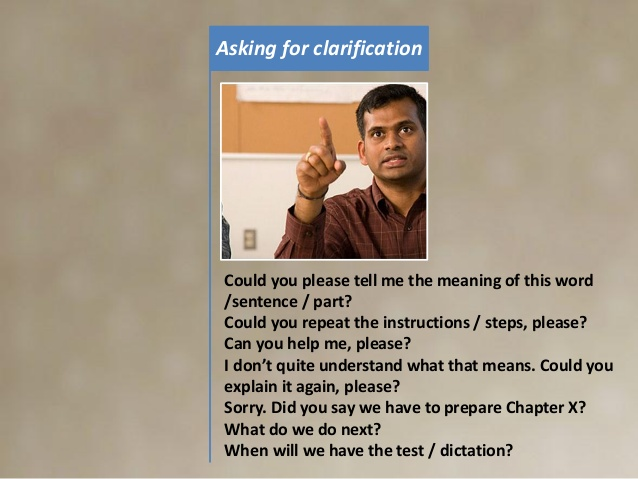 Asking for clarification
Could you please tell me the meaning of this word
/sentence / part?
Could you repeat the instructions / steps, please?
Can you help me, please?
I don’t quite understand what that means. Could you
explain it again, please?
Sorry. Did you say we have to prepare Chapter X?
What do we do next?
When will we have the test / dictation?